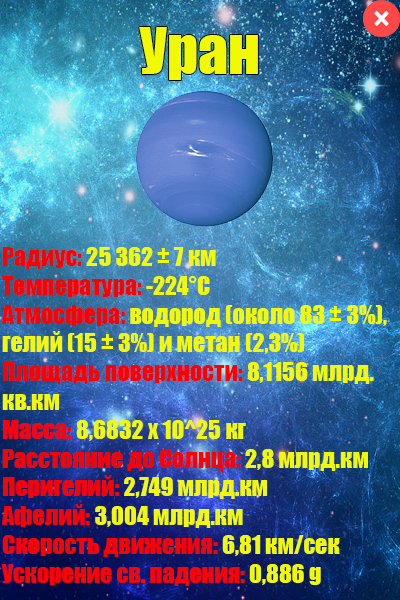 Уран
Радиус: 25 362 ± 7 км
Температура: -224°C
Атмосфера: водород (около 83 ± 3%),
гелий (15 ± 3%) и метан (2,3%)
Площадь поверхности: 8,1156 млрд.
кв.км
Масса: 8,6832 х 10^25 кг
Расстояние до Солнца: 2,8 млрд.км
Перигелий: 2,749 млрд.км
Афелий: 3,004 млрд.км
Скорость движения: 6,81 км/сек
Ускорение св. падения: 0,886 g